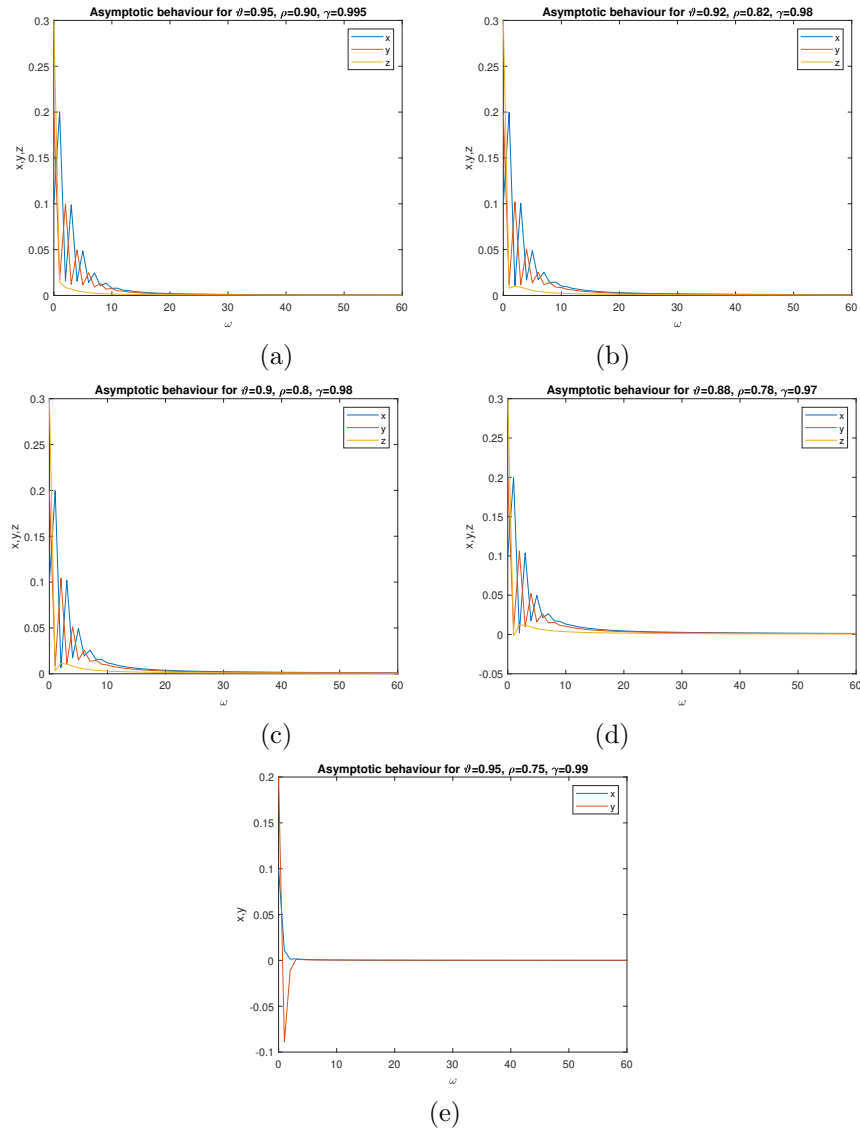 Asymptotic behaviour for ϑ=0.95, ρ=0.90, γ=0.995
x
y
z
x,y,z
0.3
0.25
0.2
0.15
0.1
0.05
0
0 10 20 30 40 50 60
ω
(a)
Asymptotic behaviour for ϑ=0.92, ρ=0.82, γ=0.98
x
y
z
x,y,z
0.3
0.25
0.2
0.15
0.1
0.05
0
0 10 20 30 40 50 60
ω
(b)
Asymptotic behaviour for ϑ=0.9, ρ=0.8, γ=0.98
x
y
z
x,y,z
0.3
0.25
0.2
0.15
0.1
0.05
0
0 10 20 30 40 50 60
ω
(c)
Asymptotic behaviour for ϑ=0.88, ρ=0.78, γ=0.97
x
y
z
x,y,z
0.3
0.25
0.2
0.15
0.1
0.05
0
-0.05
0 10 20 30 40 50 60
ω
(d)
Asymptotic behaviour for ϑ=0.95, ρ=0.75, γ=0.99
x
y
x,y
0.2
0.15
0.1
0.05
0
-0.05
-0.1
0 10 20 30 40 50 60
ω
(e)